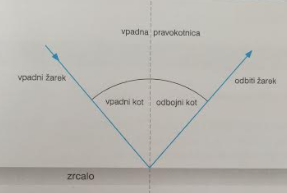 vpadna pravokotnica
vpadni žarek
odbiti žarek
vpadni kot
odbojni kot
zrcalo